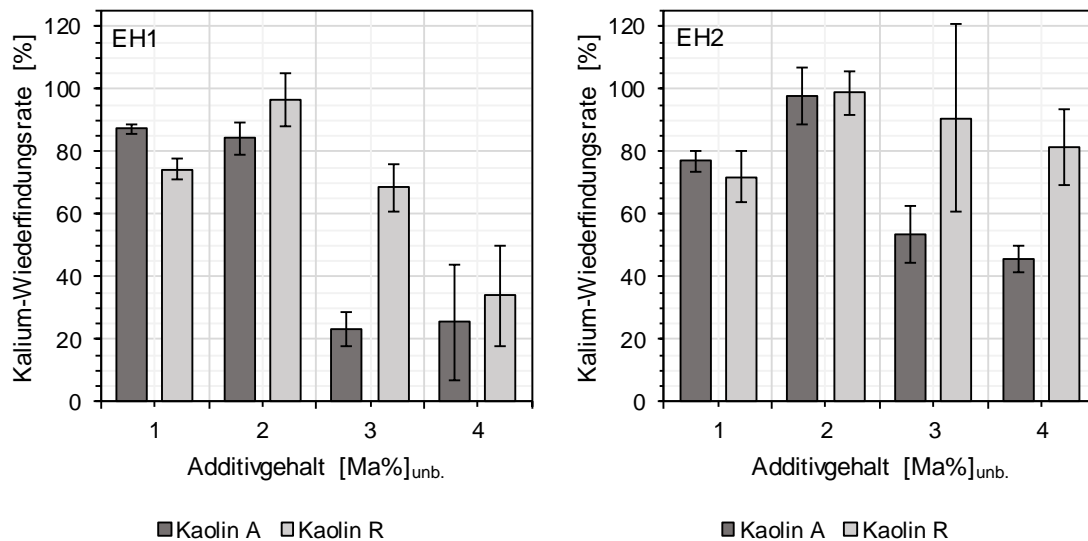 EH1
Kalium-Wiederfindungsrate [%]
120
100
80
60
40
20
0
1 2 3 4
Additivgehalt [Ma%]unb.
Kaolin A Kaolin R
EH2
Kalium-Wiederfindungsrate [%]
120
100
80
60
40
20
0
1 2 3 4
Additivgehalt [Ma%]unb.
Kaolin A Kaolin R